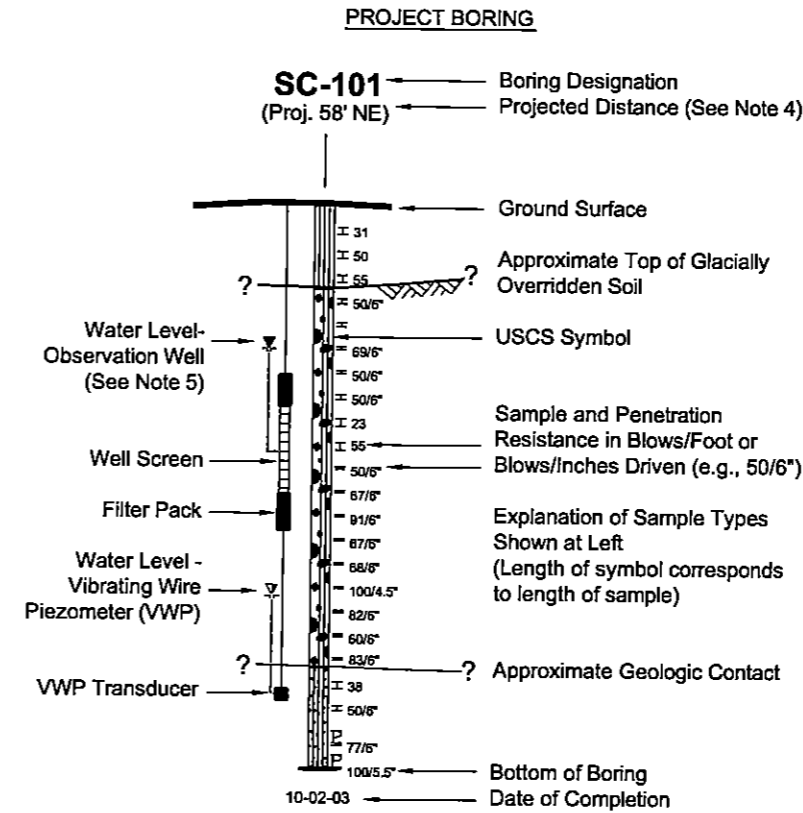 PROJECT BORING
SC-101
Boring Designation
(Proj. 58' NE)
Projected Distance (See Note 4)
Ground Surface
31
50
55
?
?
Approximate Top of Glacially
Overridden Soil
50/6"
Water Level-
Observation Well
(See Note 5)
USCS Symbol
69/6"
50/6"
50/6"
23
Sample and Penetration
Resistance in Blows/Foot or
Blows/Inches Driven (e.g., 50/6")
55
50/6"
Well Screen
67/6"
Filter Pack
91/6"
Explanation of Sample Types
Shown at Left
(Length of symbol corresponds
to length of sample)
67/6"
68/6"
Water Level -
Vibrating Wire
Piezometer (VWP)
100/4.5"
82/6"
60/6"
83/6"
?
?
Approximate Geologic Contact
VWP Transducer
38
50/6"
P
77/6"
P
100/5.5"
Bottom of Boring
10-02-03
Date of Completion